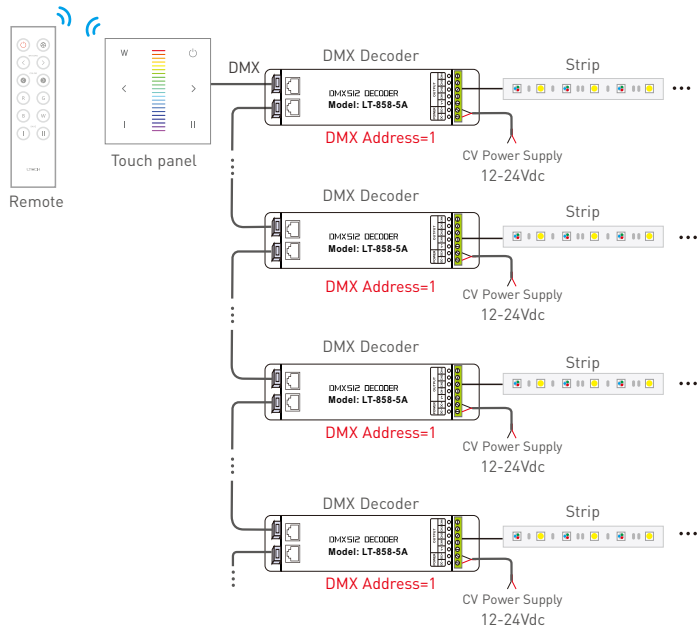 Remote
W
I
II
Touch panel
DMX
DMX Decoder
DMX512 DECODER
Model: LT-858-5A
DMX Address=1
Strip
CV Power Supply
12-24Vdc
DMX Decoder
DMX512 DECODER
Model: LT-858-5A
DMX Address=1
Strip
CV Power Supply
12-24Vdc
DMX Decoder
DMX512 DECODER
Model: LT-858-5A
DMX Address=1
Strip
CV Power Supply
12-24Vdc
DMX Decoder
DMX512 DECODER
Model: LT-858-5A
DMX Address=1
Strip
CV Power Supply
12-24Vdc